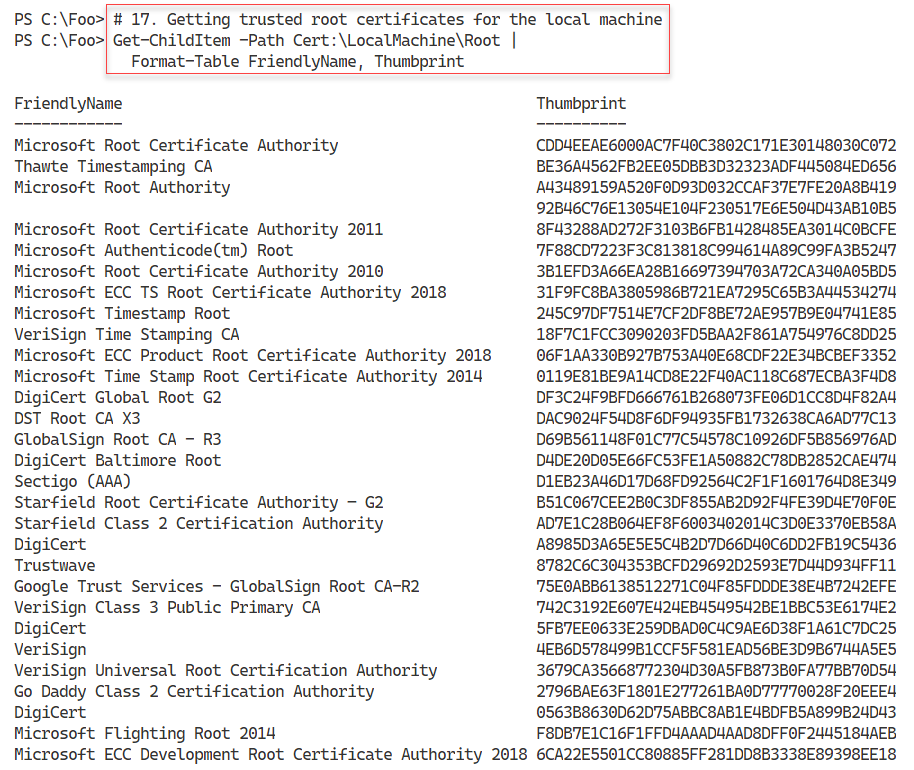 PS C:\Foo> # 17. Getting trusted root certificates for the local machine
PS C:\Foo> Get-ChildItem -Path Cert:\LocalMachine\Root |
Format-Table FriendlyName, Thumbprint
FriendlyName Thumbprint
------------ ----------
Microsoft Root Certificate Authority CDD4EEAE6000AC7F40C3802C171E30148030C072
Thawte Timestamping CA BE36A4562FB2EE05DBB3D32323ADF445084ED656
Microsoft Root Authority A43489159A520F0D93D032CCAF37E7FE20A8B419
92B46C76E13054E104F230517E6E504D43AB10B5
Microsoft Root Certificate Authority 2011 8F43288AD272F3103B6FB1428485EA3014C0BCFE
Microsoft Authenticode(tm) Root 7F88CD7223F3C813818C994614A89C99FA3B5247
Microsoft Root Certificate Authority 2010 3B1EFD3A66EA28B16697394703A72CA340A05BD5
Microsoft ECC TS Root Certificate Authority 2018 31F9FC8BA3805986B721EA7295C65B3A44534274
Microsoft Timestamp Root 245C97DF7514E7CF2DF8BE72AE957B9E04741E85
VeriSign Time Stamping CA 18F7C1FCC3090203FD5BAA2F861A754976C8DD25
Microsoft ECC Product Root Certificate Authority 2018 06F1AA330B927B753A40E68CDF22E34BCBEF3352
Microsoft Time Stamp Root Certificate Authority 2014 0119E81BE9A14CD8E22F40AC118C687ECBA3F4D8
DigiCert Global Root G2 DF3C24F9BFD666761B268073FE06D1CC8D4F82A4
DST Root CA X3 DAC9024F54D8F6DF94935FB1732638CA6AD77C13
GlobalSign Root CA - R3 D69B561148F01C77C54578C10926DF5B856976AD
DigiCert Baltimore Root D4DE20D05E66FC53FE1A50882C78DB2852CAE474
Sectigo (AAA) D1EB23A46D17D68FD92564C2F1F1601764D8E349
Starfield Root Certificate Authority – G2 B51C067CEE2B0C3DF855AB2D92F4FE39D4E70F0E
Starfield Class 2 Certification Authority AD7E1C28B064EF8F6003402014C3D0E3370EB58A
DigiCert A8985D3A65E5E5C4B2D7D66D40C6DD2FB19C5436
Trustwave 8782C6C304353BCFD29692D2593E7D44D934FF11
Google Trust Services - GlobalSign Root CA-R2 75E0ABB6138512271C04F85FDDDE38E4B7242EFE
VeriSign Class 3 Public Primary CA 742C3192E607E424EB4549542BE1BBC53E6174E2
DigiCert 5FB7EE0633E259DBAD0C4C9AE6D38F1A61C7DC25
VeriSign 4EB6D578499B1CCF5F581EAD56BE3D9B6744A5E5
VeriSign Universal Root Certification Authority 3679CA35668772304D30A5FB873B0FA77BB70D54
Go Daddy Class 2 Certification Authority 2796BAE63F1801E277261BA0D77770028F20EEE4
DigiCert 0563B8630D62D75ABBC8AB1E4BDFB5A899B24D43
Microsoft Flighting Root 2014 F8DB7E1C16F1FFD4AAAD4AAD8DFF0F2445184AEB
Microsoft ECC Development Root Certificate Authority 2018 6CA22E5501CC80885FF281DD8B3338E89398EE18